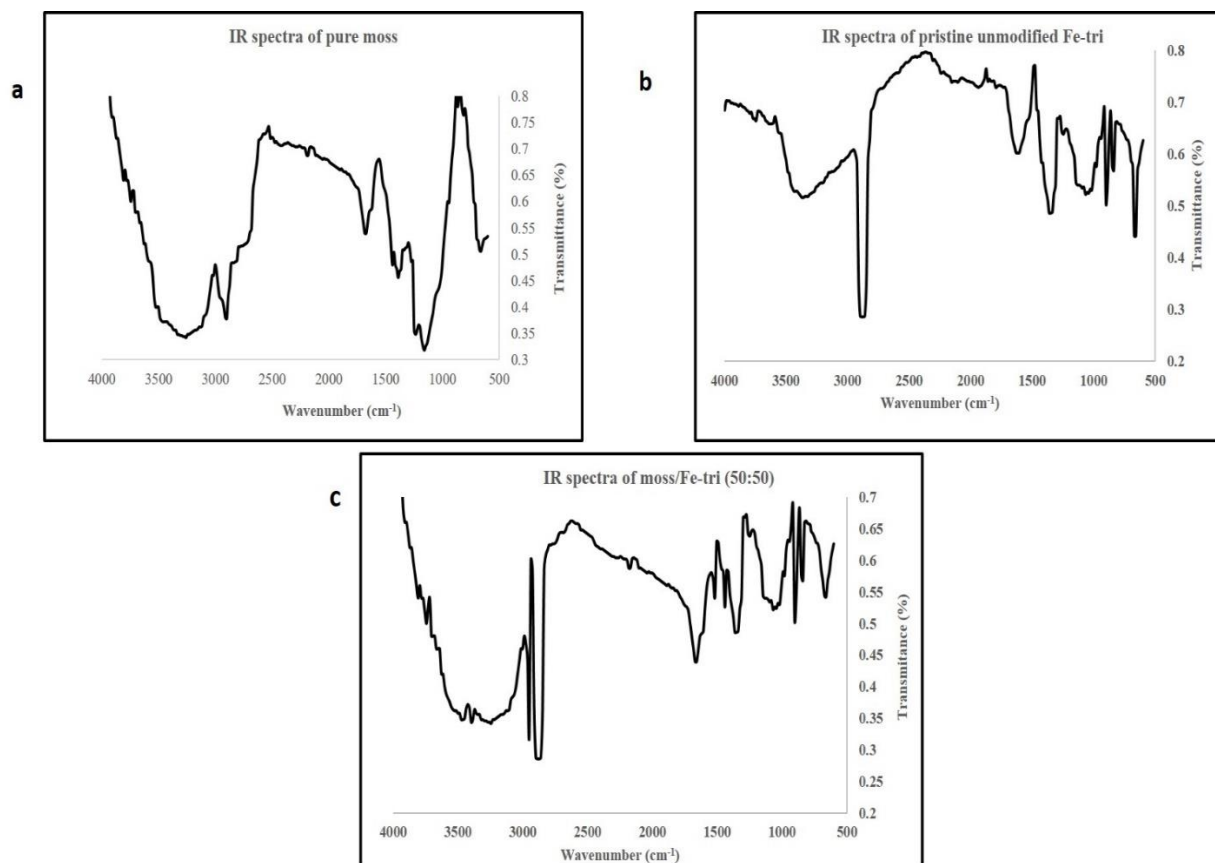 a
IR spectra of pure moss
0.8
0.75
0.7
0.65
0.6
0.55
0.5
0.45
0.4
0.35
0.3
Transmittance (%)
4000 3500 3000 2500 2000 1500 1000 500
Wavenumber (cm⁻¹)
b
IR spectra of pristine unmodified Fe-tri
0.8
0.7
0.6
0.5
0.4
0.3
0.2
Transmittance (%)
4000 3500 3000 2500 2000 1500 1000 500
Wavenumber (cm⁻¹)
c
IR spectra of moss/Fe-tri (50:50)
0.7
0.65
0.6
0.55
0.5
0.45
0.4
0.35
0.3
0.2
Transmitance (%)
4000 3500 3000 2500 2000 1500 1000 500
Wavenumber (cm⁻¹)